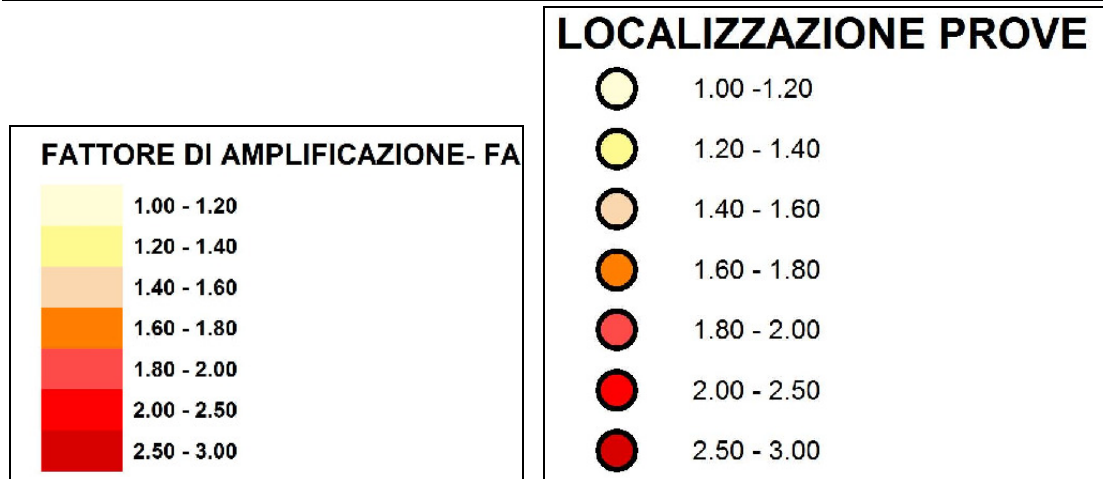 FATTORE DI AMPLIFICAZIONE- FA
1.00 - 1.20
1.20 - 1.40
1.40 - 1.60
1.60 - 1.80
1.80 - 2.00
2.00 - 2.50
2.50 - 3.00
LOCALIZZAZIONE PROVE
1.00 -1.20
1.20 - 1.40
1.40 - 1.60
1.60 - 1.80
1.80 - 2.00
2.00 - 2.50
2.50 - 3.00